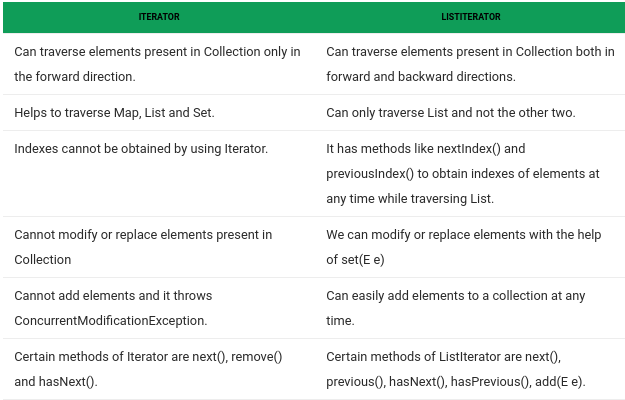 ITERATOR
LISTITERATOR
Can traverse elements present in Collection only in
the forward direction.
Can traverse elements present in Collection both in
forward and backward directions.
Helps to traverse Map, List and Set.
Can only traverse List and not the other two.
Indexes cannot be obtained by using Iterator.
It has methods like nextIndex() and
previousIndex() to obtain indexes of elements at
any time while traversing List.
Cannot modify or replace elements present in
Collection
We can modify or replace elements with the help
of set(E e)
Cannot add elements and it throws
ConcurrentModificationException.
Can easily add elements to a collection at any
time.
Certain methods of Iterator are next(), remove()
and hasNext().
Certain methods of ListIterator are next(),
previous(), hasNext(), hasPrevious(), add(E e).